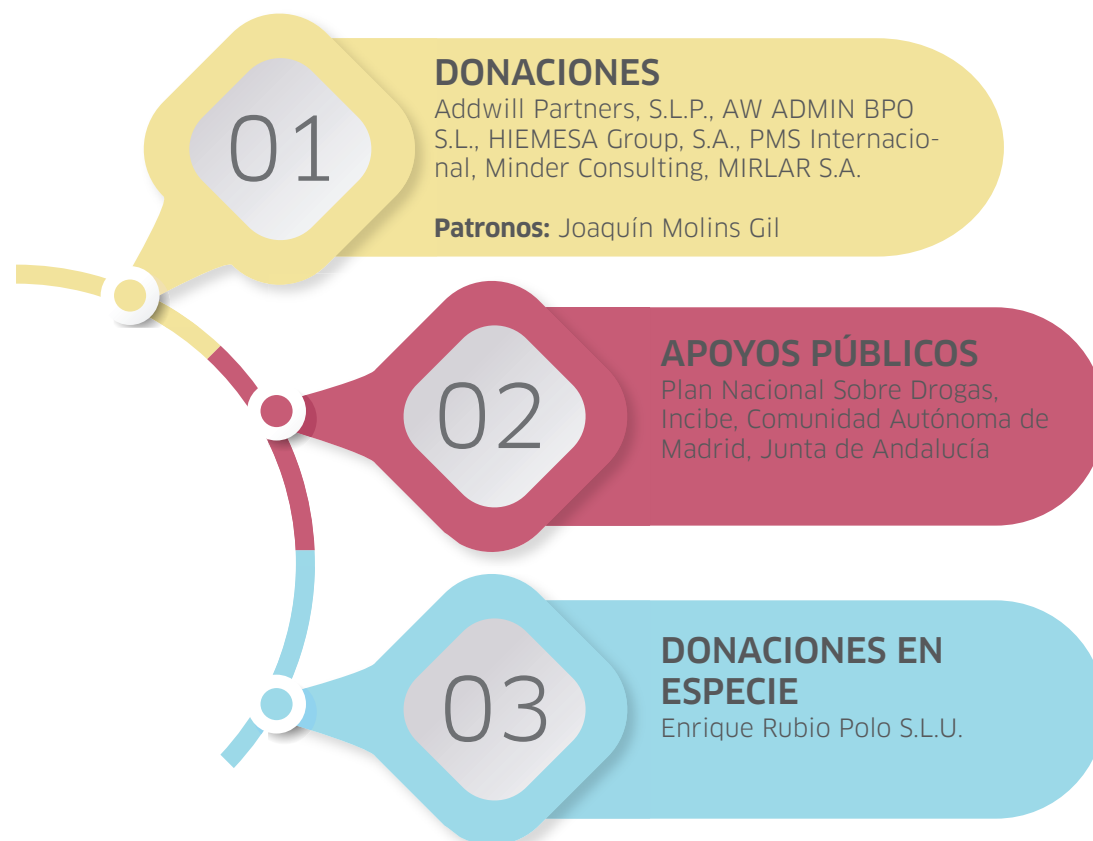 01
DONACIONES
Addwill Partners, S.L.P., AW ADMIN BPO
S.L., HIEMESA Group, S.A., PMS Internacio-
nal, Minder Consulting, MIRLAR S.A.
Patronos: Joaquín Molins Gil
02
APOYOS PÚBLICOS
Plan Nacional Sobre Drogas,
Incibe, Comunidad Autónoma de
Madrid, Junta de Andalucía
03
DONACIONES EN
ESPECIE
Enrique Rubio Polo S.L.U.